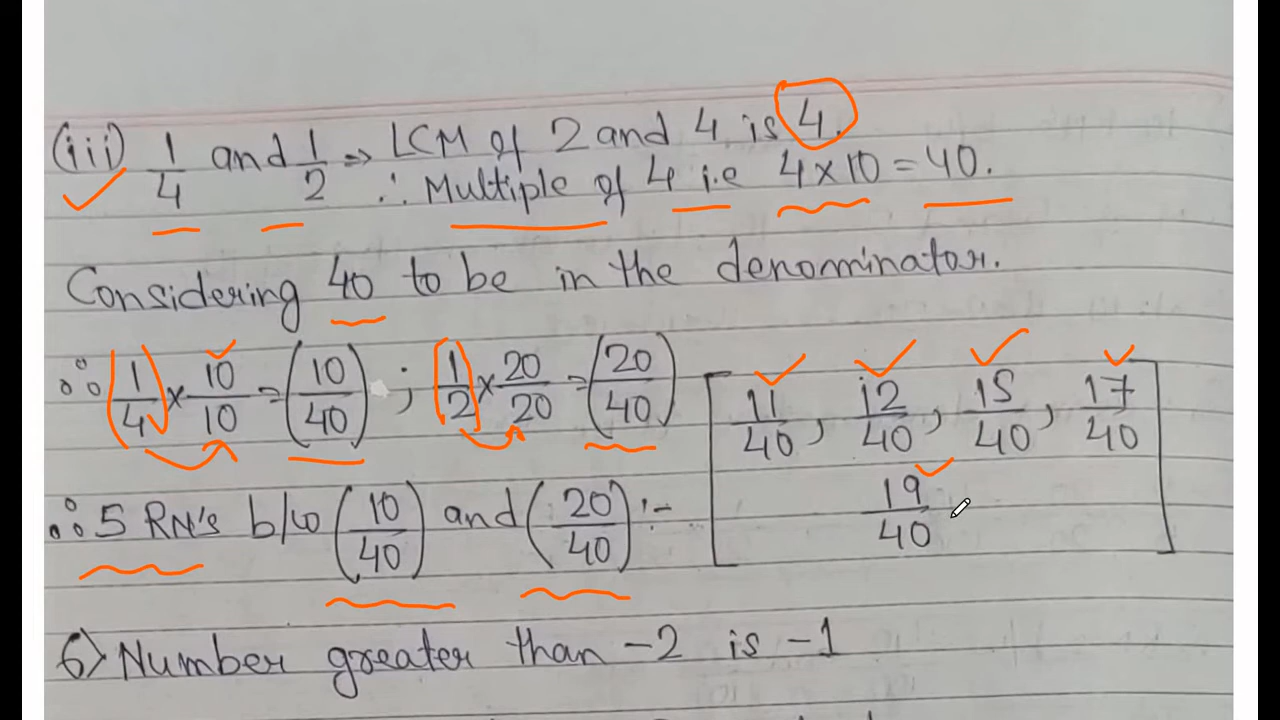 (iii) 1/4 and 1/2 ⇒ LCM of 2 and 4 is 4.
∴ Multiple of 4 i.e 4×10 = 40.
Considering 40 to be in the denominator.
∴ (1/4) × 10/10 = (10/40) ; (1/2) × 20/20 = (20/40)
∴ 5 RN's b/w (10/40) and (20/40) :-
[11/40, 12/40, 15/40, 17/40
19/40]
6) Number greater than -2 is -1